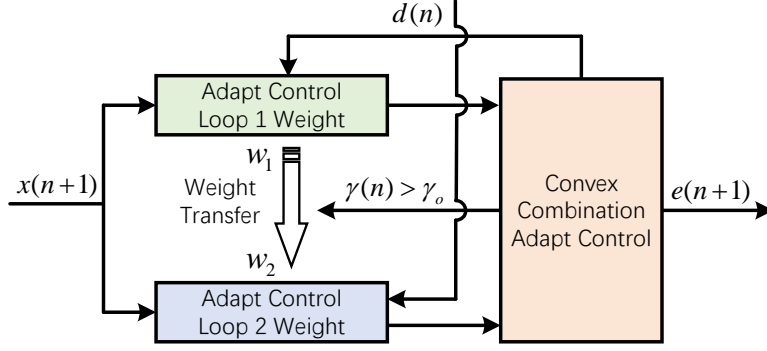 d(n)
Adapt Control
Loop 1 Weight
w₁
x(n+1)
Weight
Transfer
γ(n) > γₒ
Convex
Combination
Adapt Control
e(n+1)
w₂
Adapt Control
Loop 2 Weight